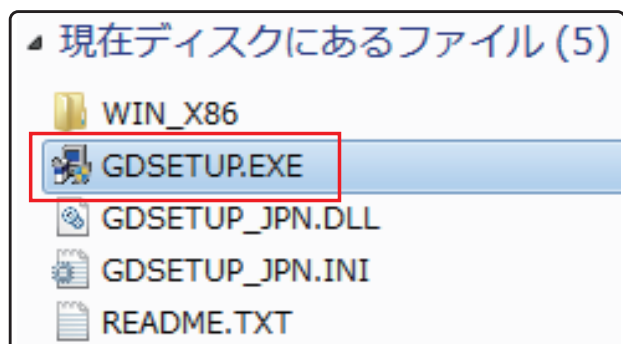 現在ディスクにあるファイル (5)
WIN_X86
GDSETUP.EXE
GDSETUP_JPN.DLL
GDSETUP_JPN.INI
README.TXT